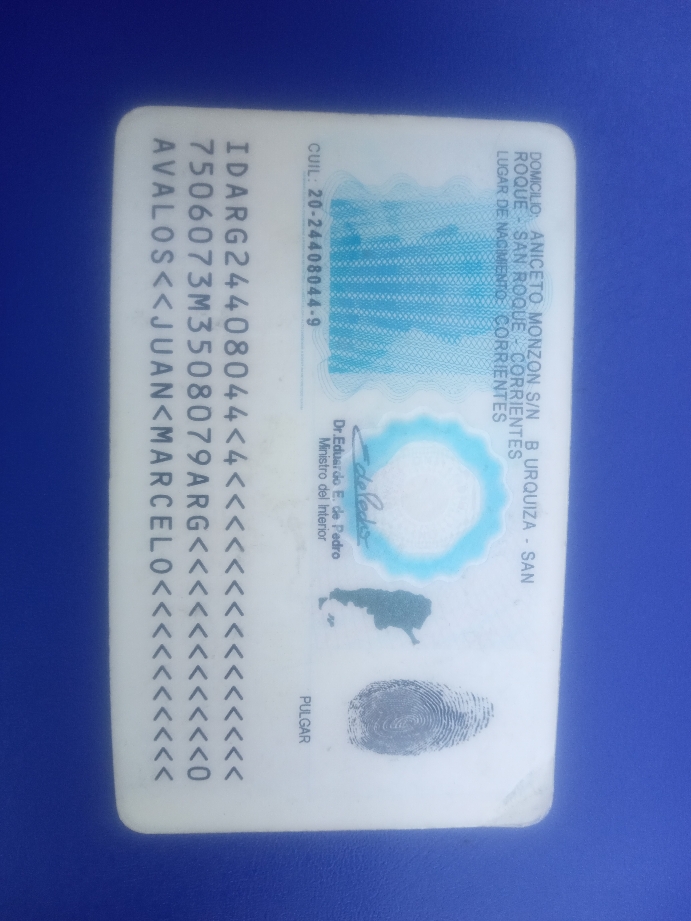 DOMICILIO: ANICETO MONZON S/N B URQUIZA - SAN
ROQUE - SAN ROQUE - CORRIENTES
LUGAR DE NACIMIENTO: CORRIENTES
Dr. Eduardo E. de Pedro
Ministro del Interior
CUIL: 20-24408044-9
PULGAR
IDARG24408044<4<<<<<<<<<<<<<<<
7506073M3508079ARG<<<<<<<<<<<0
AVALOS<<JUAN<MARCELO<<<<<<<<<<